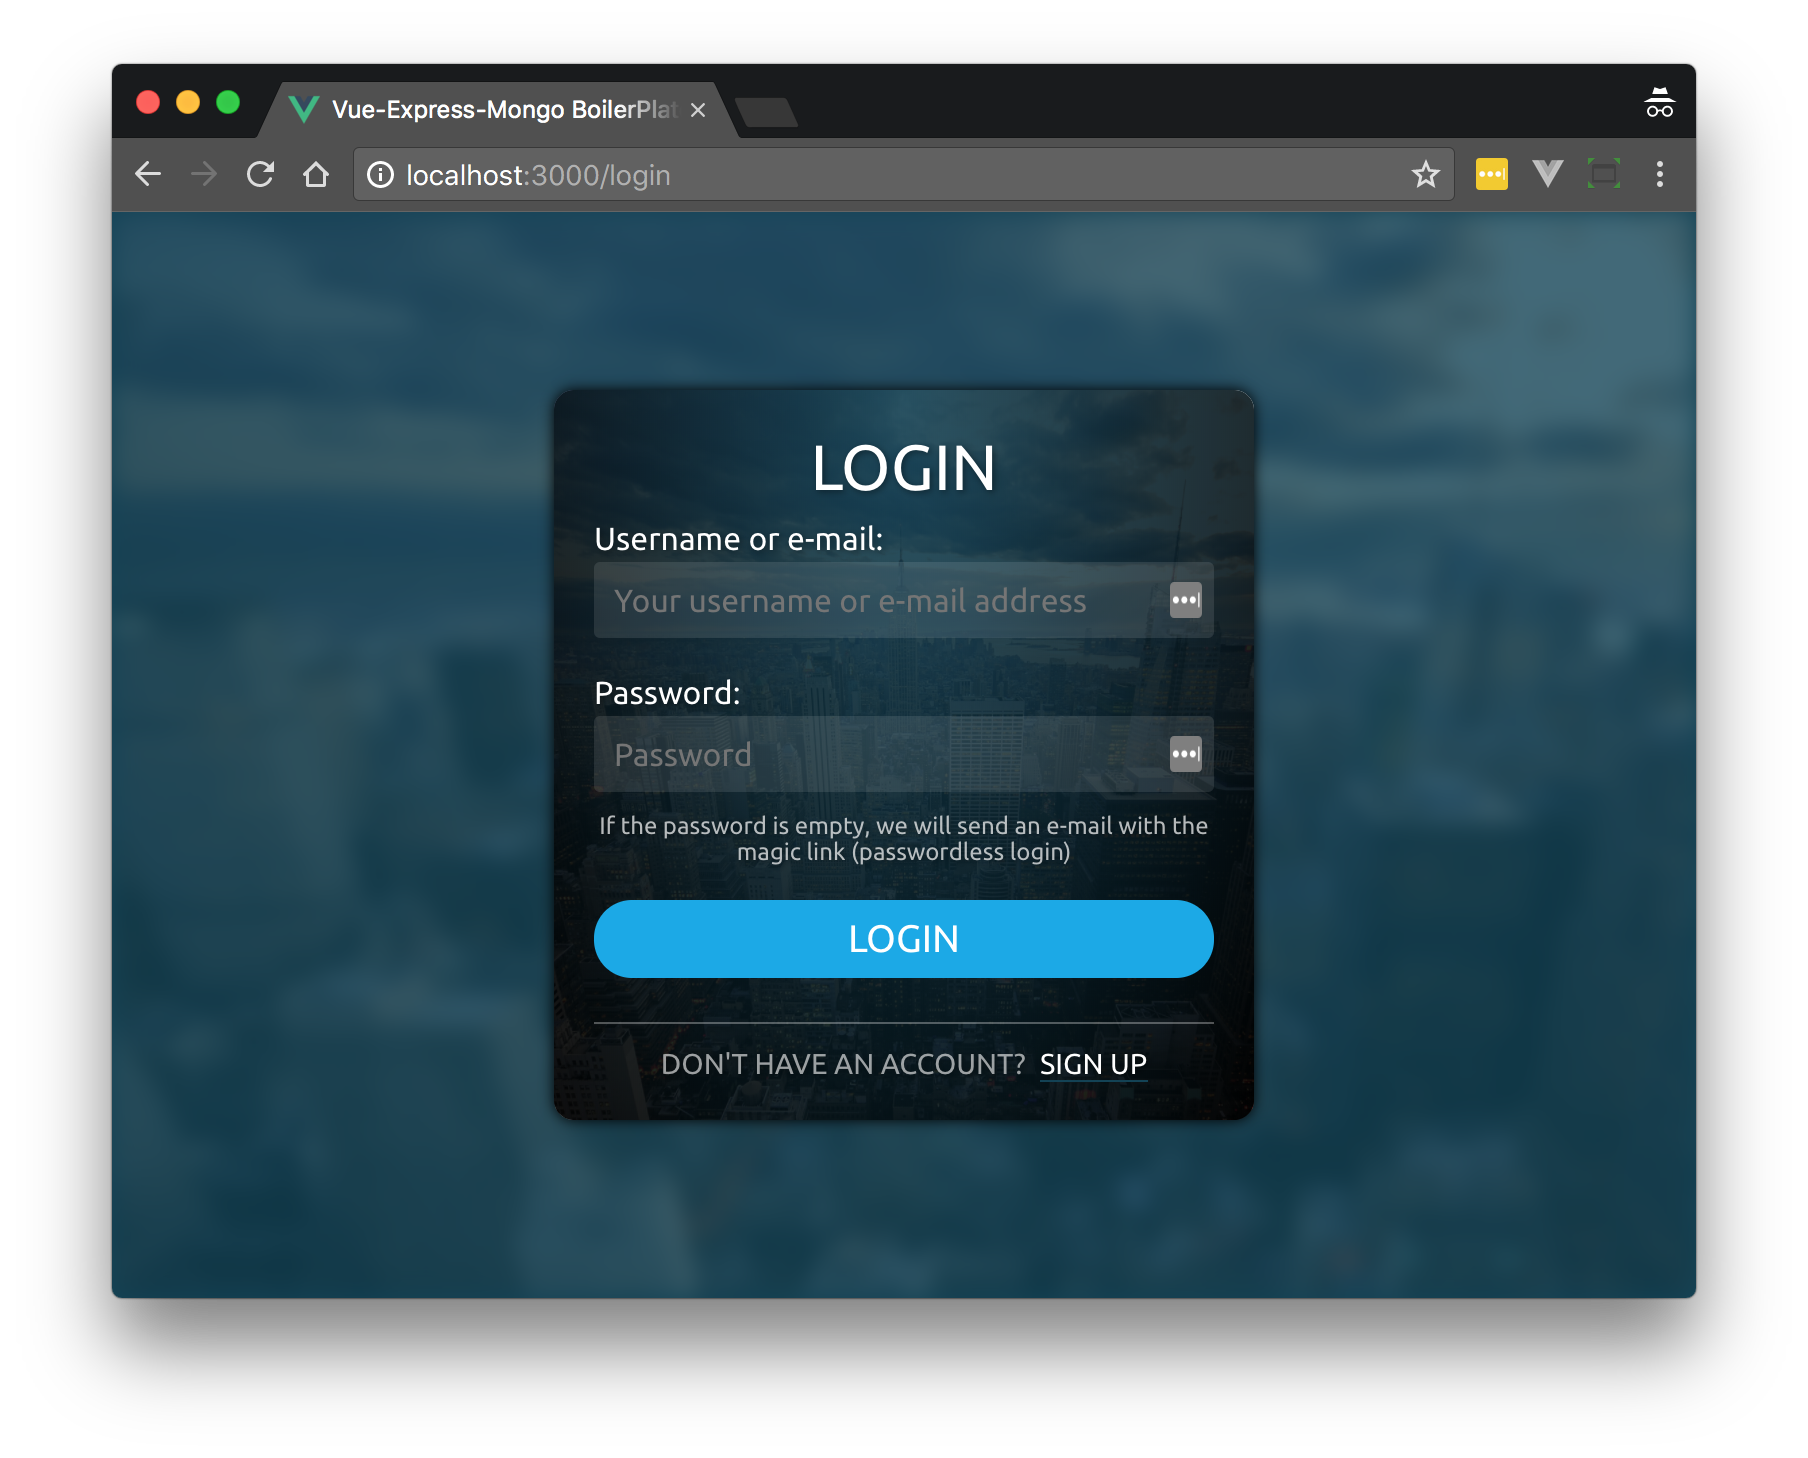 Vue-Express-Mongo BoilerPlat
localhost:3000/login
LOGIN
Username or e-mail:
Your username or e-mail address
Password:
Password
If the password is empty, we will send an e-mail with the
magic link (passwordless login)
LOGIN
DON'T HAVE AN ACCOUNT? SIGN UP